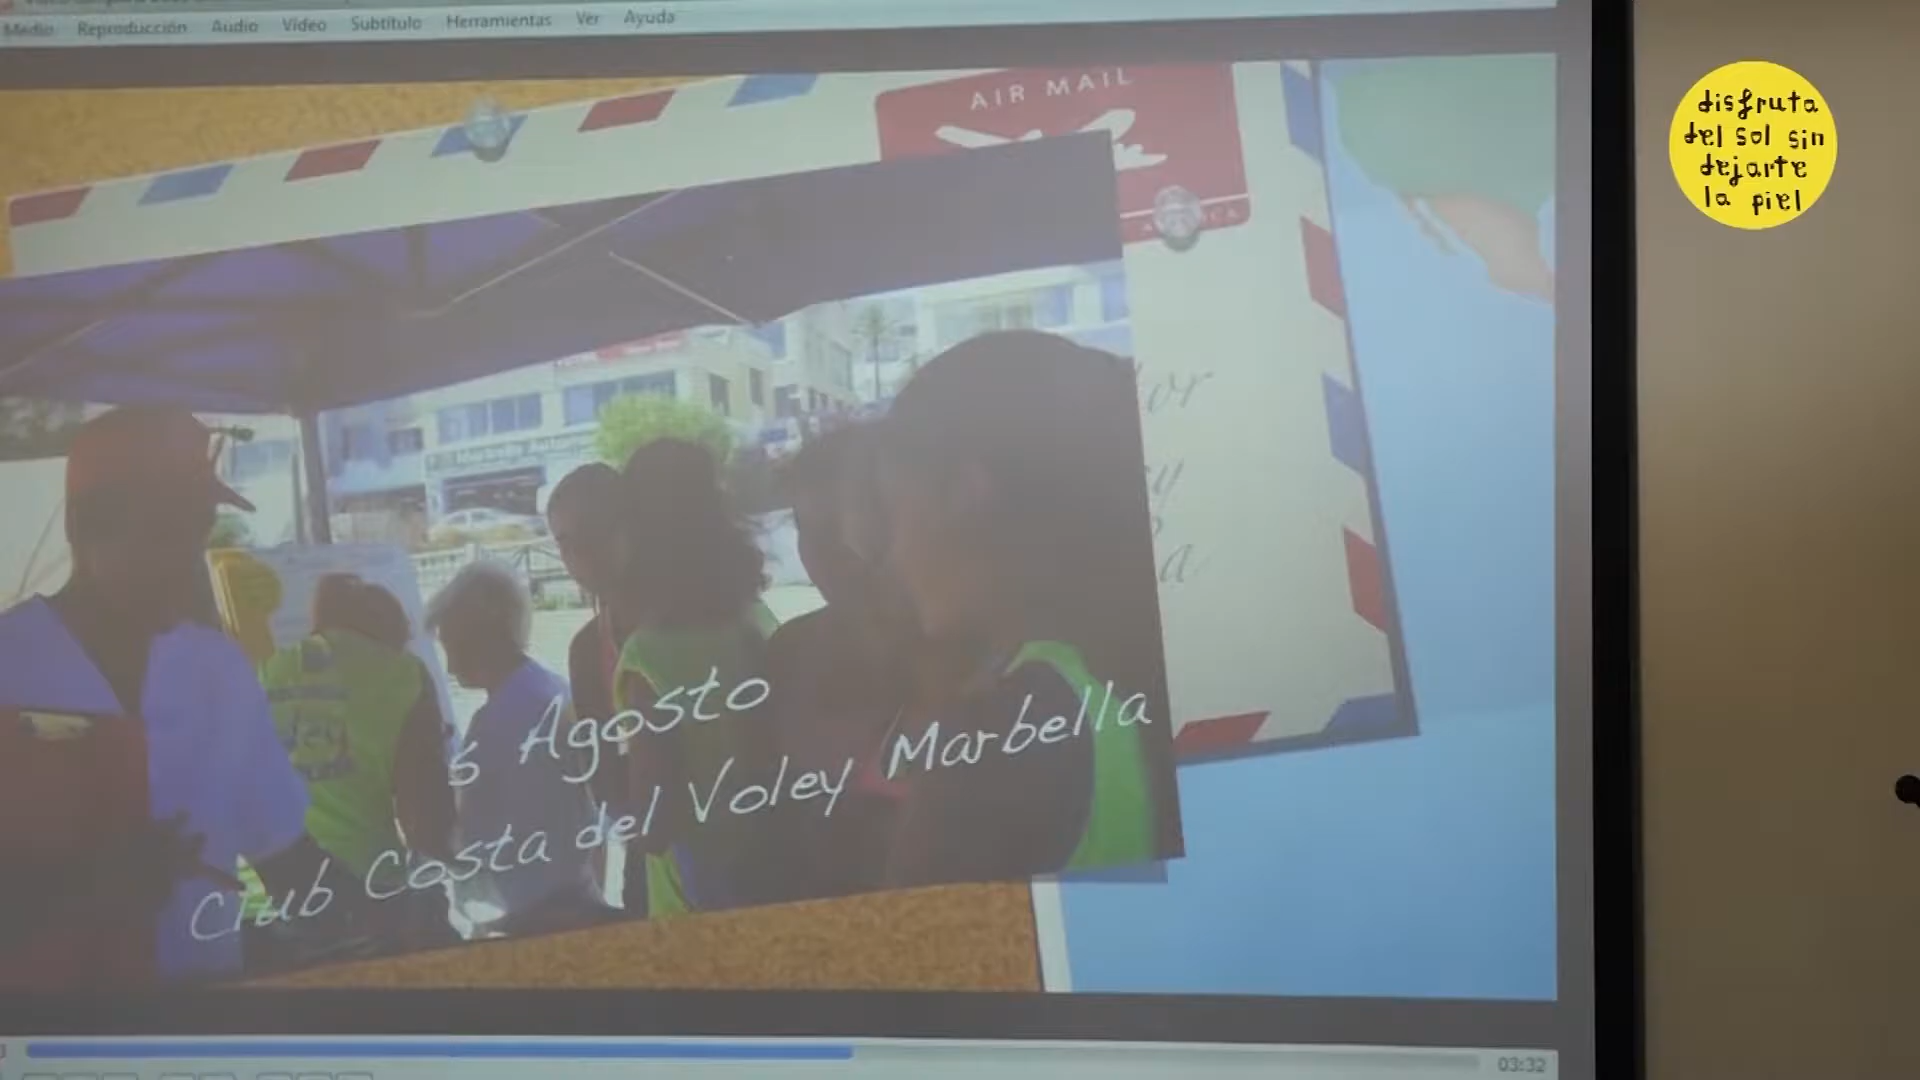 Medio Reproducción Audio Vídeo Subtítulo Herramientas Ver Ayuda
AIR MAIL
disfruta
del sol sin
dejarte
la piel
6 Agosto
Club Costa del Voley Marbella
03:32